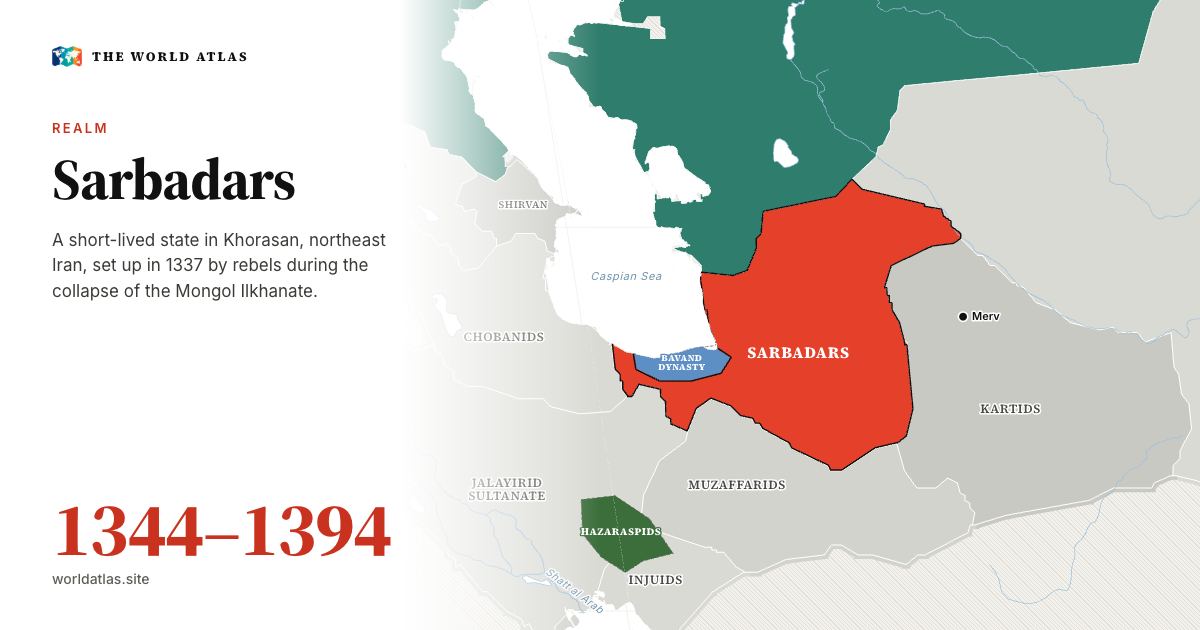 THE WORLD ATLAS
REALM
Sarbadars
A short-lived state in Khorasan, northeast
Iran, set up in 1337 by rebels during the
collapse of the Mongol Ilkhanate.
1344–1394
worldatlas.site
SHIRVAN
Caspian Sea
Merv
CHOBANIDS
SARBADARS
BAVAND
DYNASTY
KARTIDS
JALAYIRID
SULTANATE
MUZAFFARIDS
HAZARASPIDS
INJUIDS
Shatt al Arab